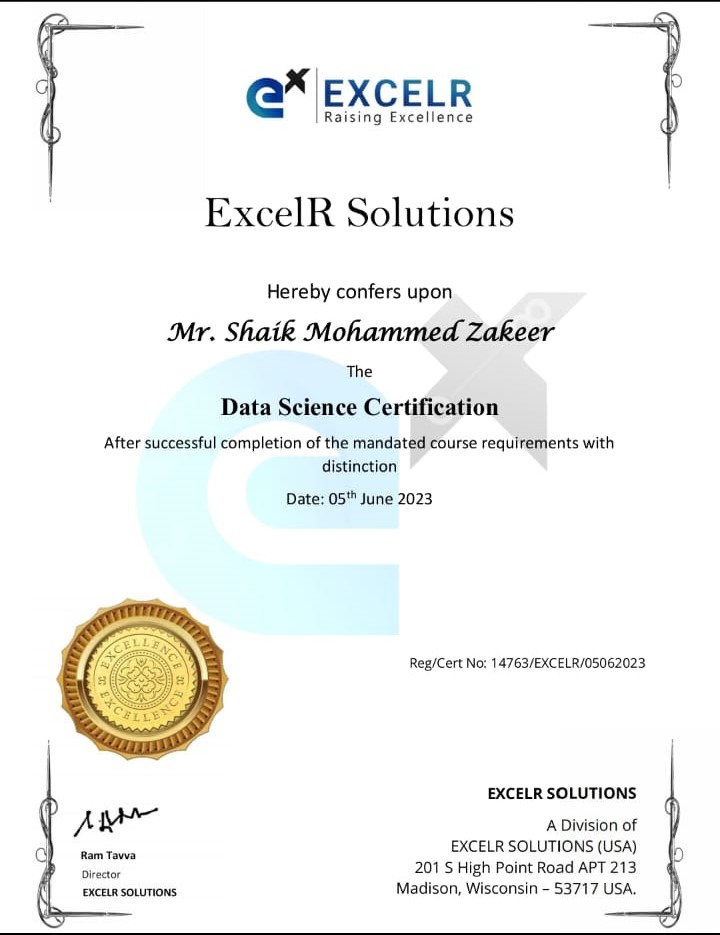 EXCELR
Raising Excellence
ExcelR Solutions
Hereby confers upon
Mr. Shaik Mohammed Zakeer
The
Data Science Certification
After successful completion of the mandated course requirements with
distinction
Date: 05th June 2023
EXCELLENCE
EXCELLENCE
Reg/Cert No: 14763/EXCELR/05062023
Ram Tavva
Director
EXCELR SOLUTIONS
EXCELR SOLUTIONS
A Division of
EXCELR SOLUTIONS (USA)
201 S High Point Road APT 213
Madison, Wisconsin – 53717 USA.